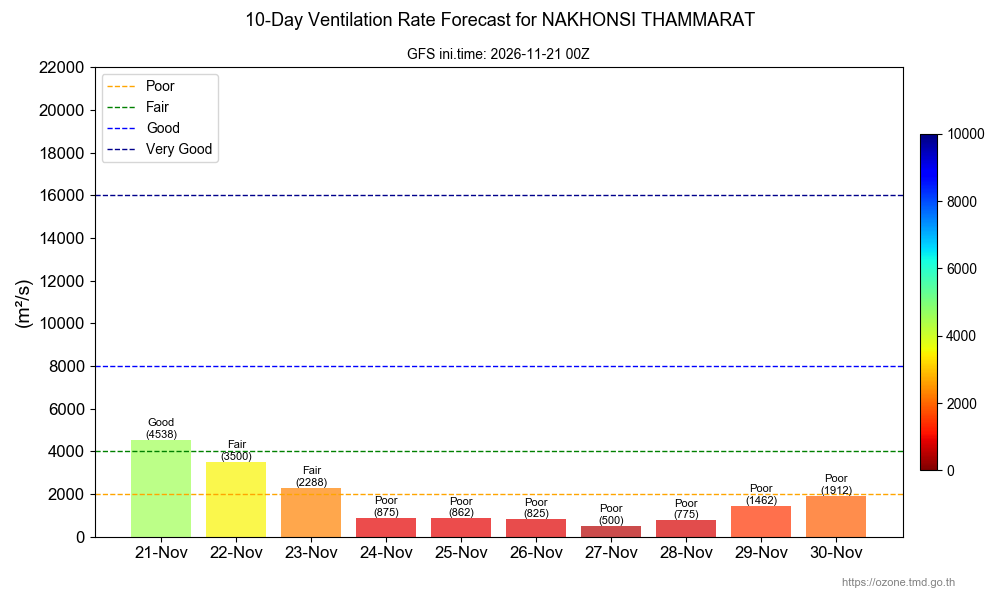 10-Day Ventilation Rate Forecast for NAKHONSI THAMMARAT
GFS ini.time: 2026-11-21 00Z
(m²/s)
22000
20000
18000
16000
14000
12000
10000
8000
6000
4000
2000
0
Poor
Fair
Good
Very Good
Good
(4538)
Fair
(3500)
Fair
(2288)
Poor
(875)
Poor
(862)
Poor
(825)
Poor
(500)
Poor
(775)
Poor
(1462)
Poor
(1912)
21-Nov 22-Nov 23-Nov 24-Nov 25-Nov 26-Nov 27-Nov 28-Nov 29-Nov 30-Nov
10000
8000
6000
4000
2000
0
https://ozone.tmd.go.th